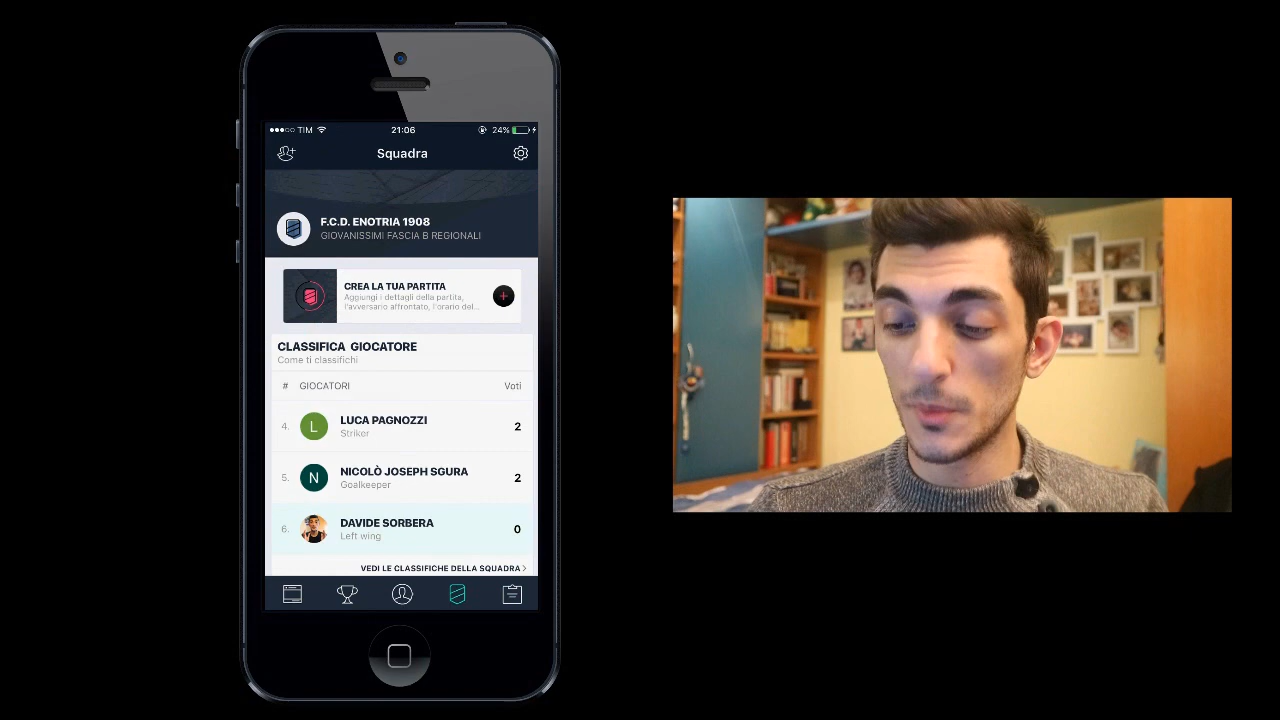 TIM 21:06 24%
Squadra
F.C.D. ENOTRIA 1908
GIOVANISSIMI FASCIA B REGIONALI
CREA LA TUA PARTITA
Aggiungi i dettagli della partita,
l'avversario affrontato, l'orario del...
CLASSIFICA GIOCATORE
Come ti classifichi
# GIOCATORI Voti
4. L LUCA PAGNOZZI 2
Striker
5. N NICOLÒ JOSEPH SGURA 2
Goalkeeper
6. DAVIDE SORBERA 0
Left wing
VEDI LE CLASSIFICHE DELLA SQUADRA >